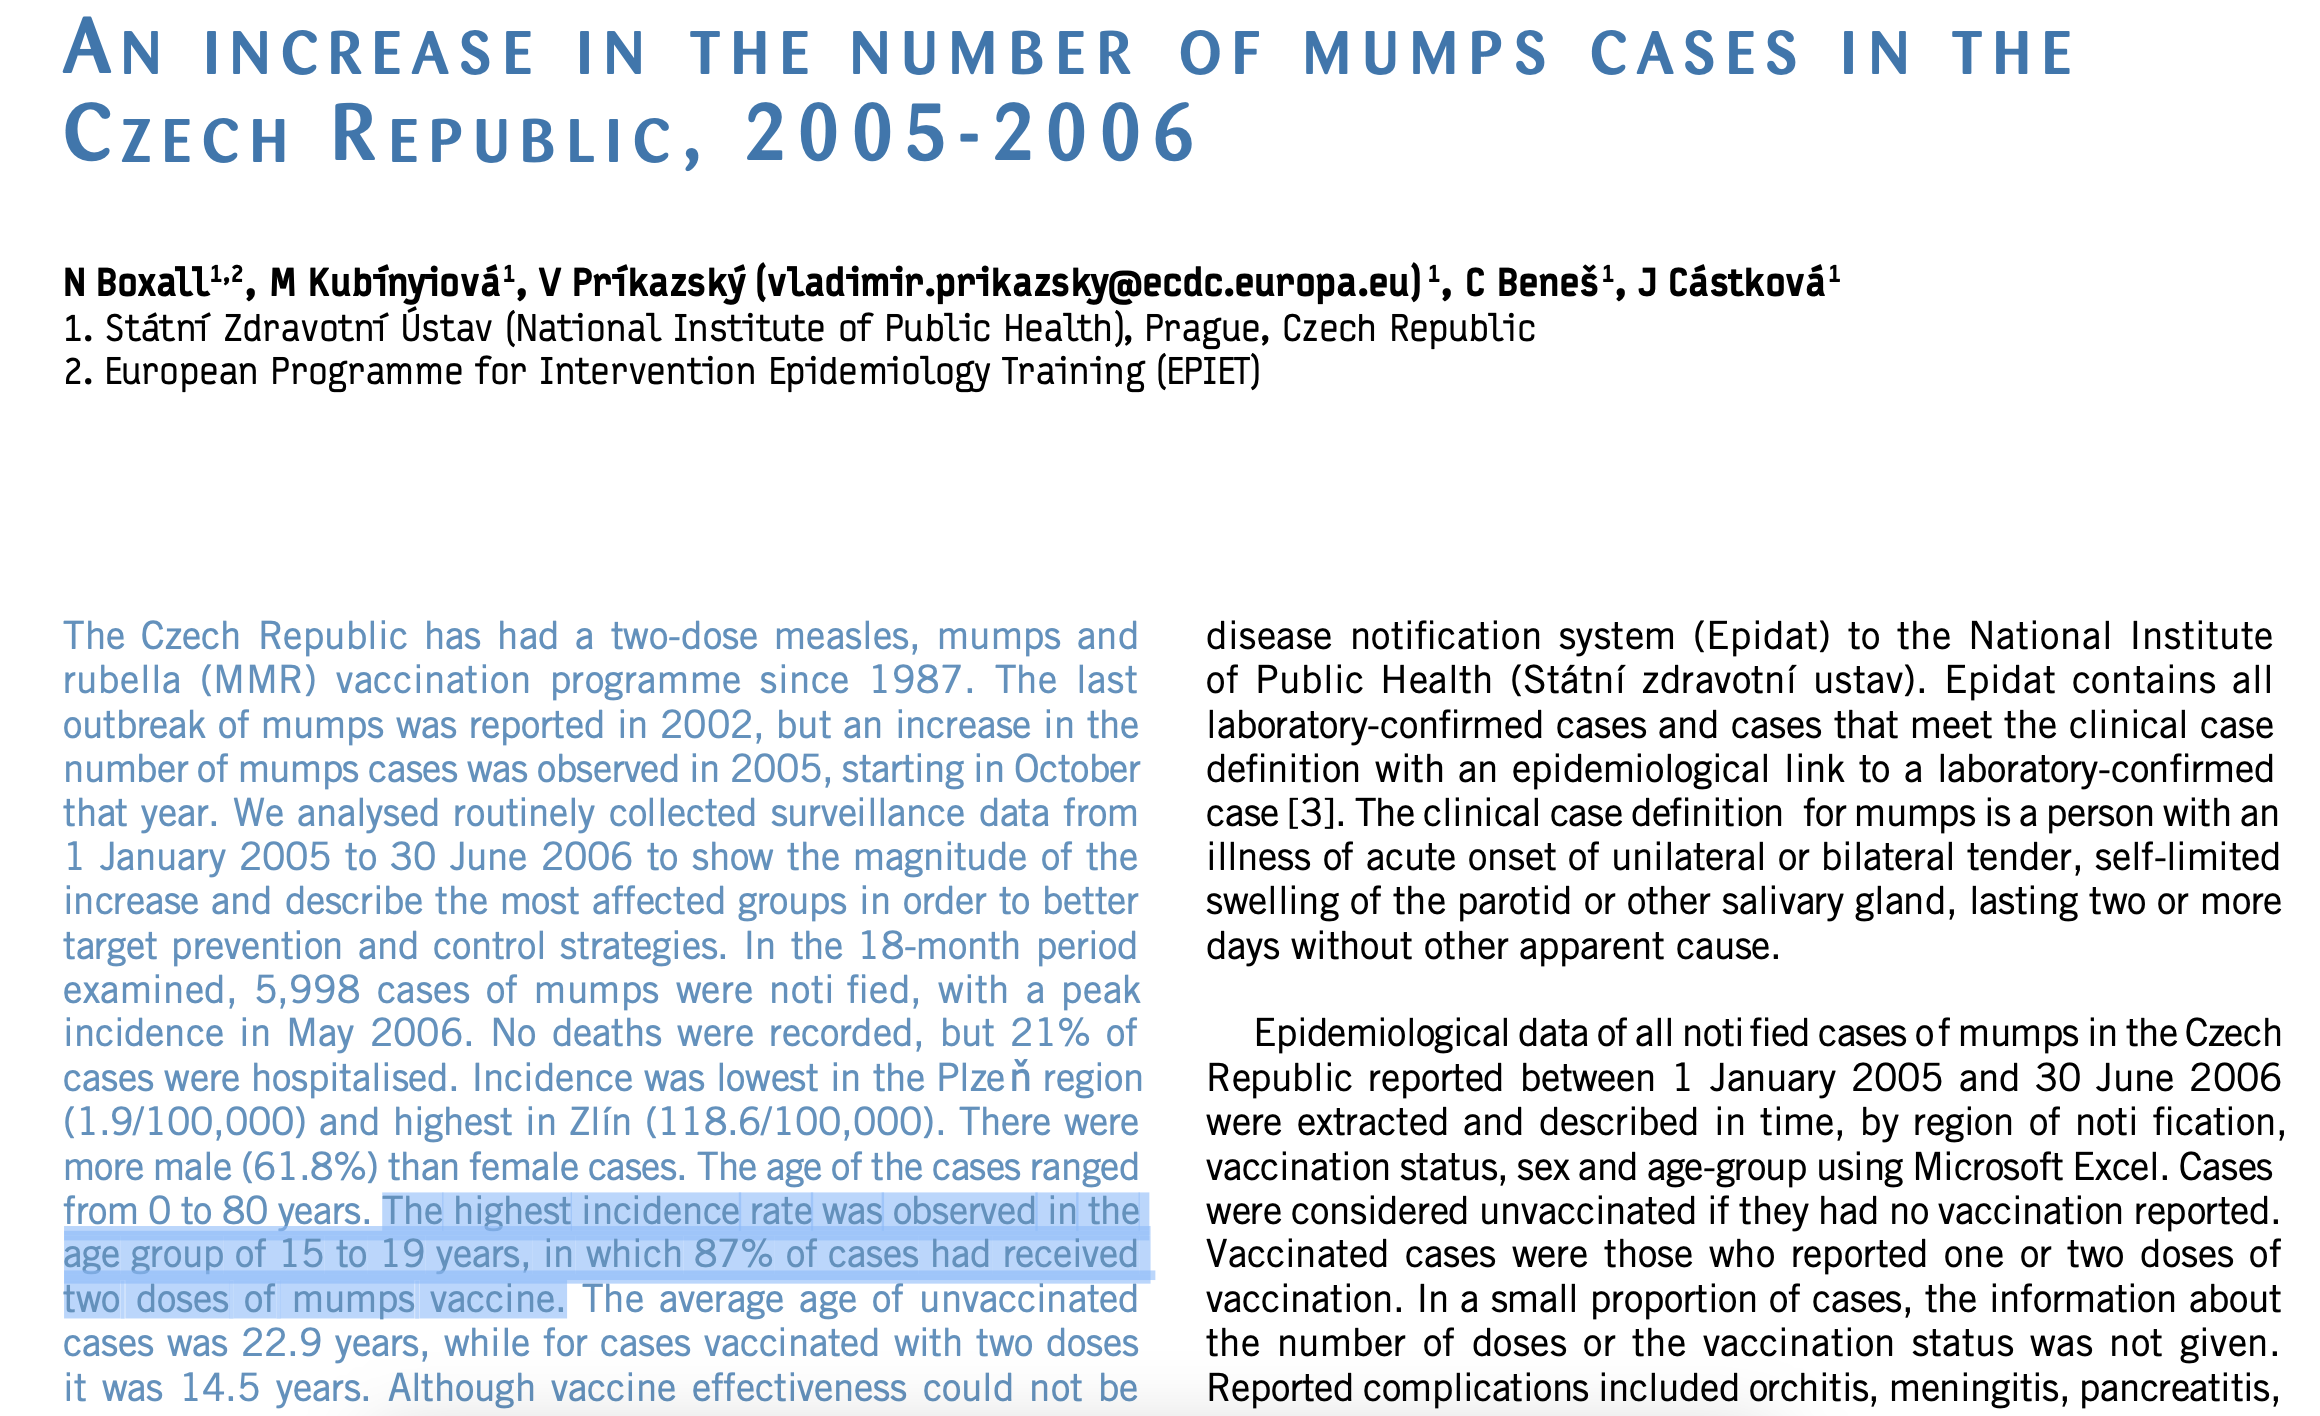 An increase in the number of mumps cases in the
Czech Republic, 2005-2006
N Boxall1,2, M Kubínyiová1, V Príkazský (vladimir.prikazsky@ecdc.europa.eu)1, C Beneš1, J Cástková1
1. Státní Zdravotní Ústav (National Institute of Public Health), Prague, Czech Republic
2. European Programme for Intervention Epidemiology Training (EPIET)
The Czech Republic has had a two-dose measles, mumps and
rubella (MMR) vaccination programme since 1987. The last
outbreak of mumps was reported in 2002, but an increase in the
number of mumps cases was observed in 2005, starting in October
that year. We analysed routinely collected surveillance data from
1 January 2005 to 30 June 2006 to show the magnitude of the
increase and describe the most affected groups in order to better
target prevention and control strategies. In the 18-month period
examined, 5,998 cases of mumps were noti fied, with a peak
incidence in May 2006. No deaths were recorded, but 21% of
cases were hospitalised. Incidence was lowest in the Plzeň region
(1.9/100,000) and highest in Zlín (118.6/100,000). There were
more male (61.8%) than female cases. The age of the cases ranged
from 0 to 80 years. The highest incidence rate was observed in the
age group of 15 to 19 years, in which 87% of cases had received
two doses of mumps vaccine. The average age of unvaccinated
cases was 22.9 years, while for cases vaccinated with two doses
it was 14.5 years. Although vaccine effectiveness could not be
disease notification system (Epidat) to the National Institute
of Public Health (Státní zdravotní ustav). Epidat contains all
laboratory-confirmed cases and cases that meet the clinical case
definition with an epidemiological link to a laboratory-confirmed
case [3]. The clinical case definition for mumps is a person with an
illness of acute onset of unilateral or bilateral tender, self-limited
swelling of the parotid or other salivary gland, lasting two or more
days without other apparent cause.
Epidemiological data of all noti fied cases of mumps in the Czech
Republic reported between 1 January 2005 and 30 June 2006
were extracted and described in time, by region of noti fication,
vaccination status, sex and age-group using Microsoft Excel. Cases
were considered unvaccinated if they had no vaccination reported.
Vaccinated cases were those who reported one or two doses of
vaccination. In a small proportion of cases, the information about
the number of doses or the vaccination status was not given.
Reported complications included orchitis, meningitis, pancreatitis,